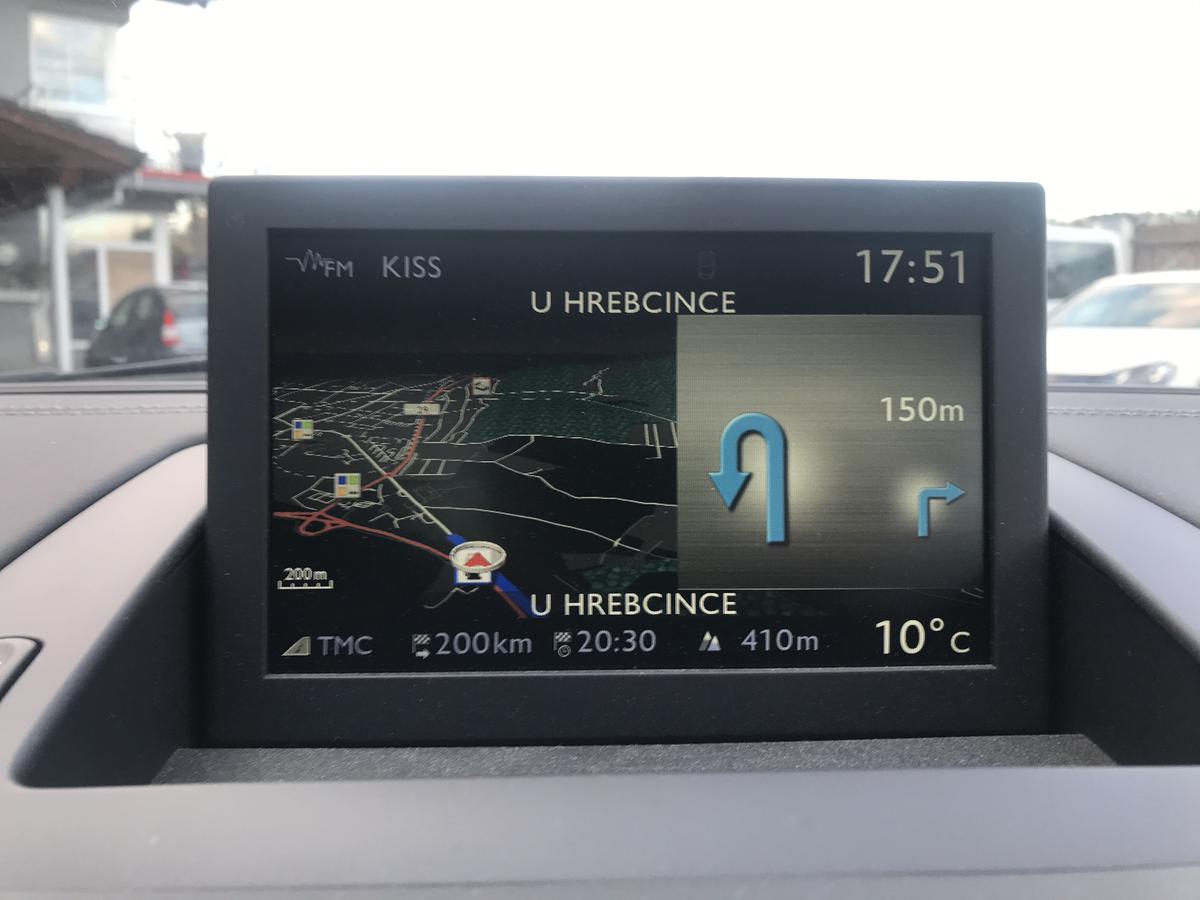 FM KISS 17:51
U HREBCINCE
150m
200m
U HREBCINCE
TMC 200km 20:30 410m 10°C